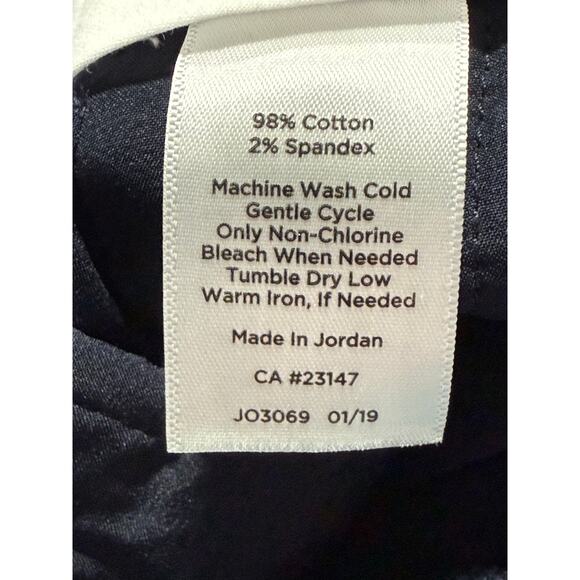 98% Cotton
2% Spandex
Machine Wash Cold
Gentle Cycle
Only Non-Chlorine
Bleach When Needed
Tumble Dry Low
Warm Iron, If Needed
Made In Jordan
CA #23147
JO3069 01/19